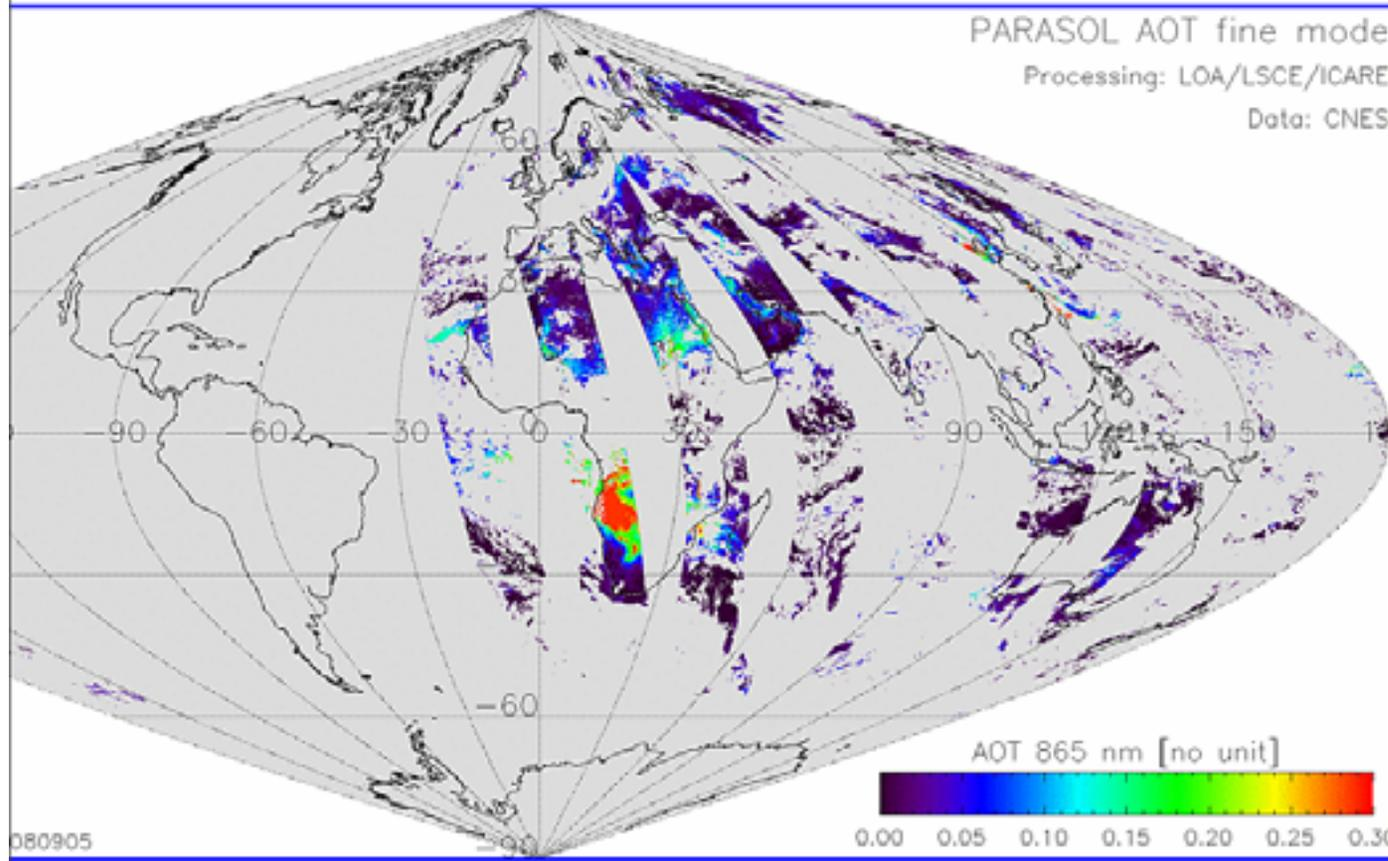 PARASOL AOT fine mode
Processing: LOA/LSCE/ICARE
Data: CNES
60
-90 -60 -30 0 30 90 150
-60
AOT 865 nm [no unit]
0.00 0.05 0.10 0.15 0.20 0.25 0.30
080905